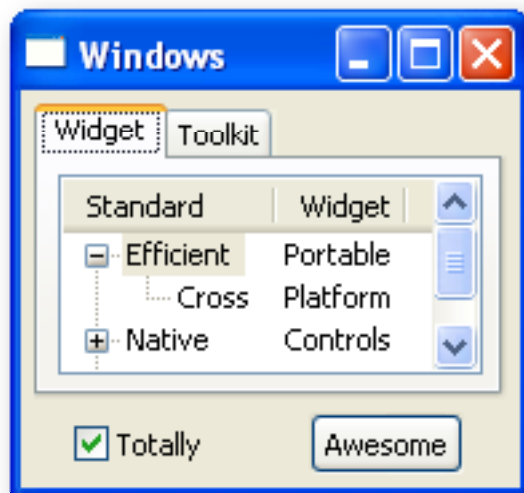 Windows
Widget Toolkit
Standard Widget
Efficient Portable
Cross Platform
Native Controls
Totally Awesome